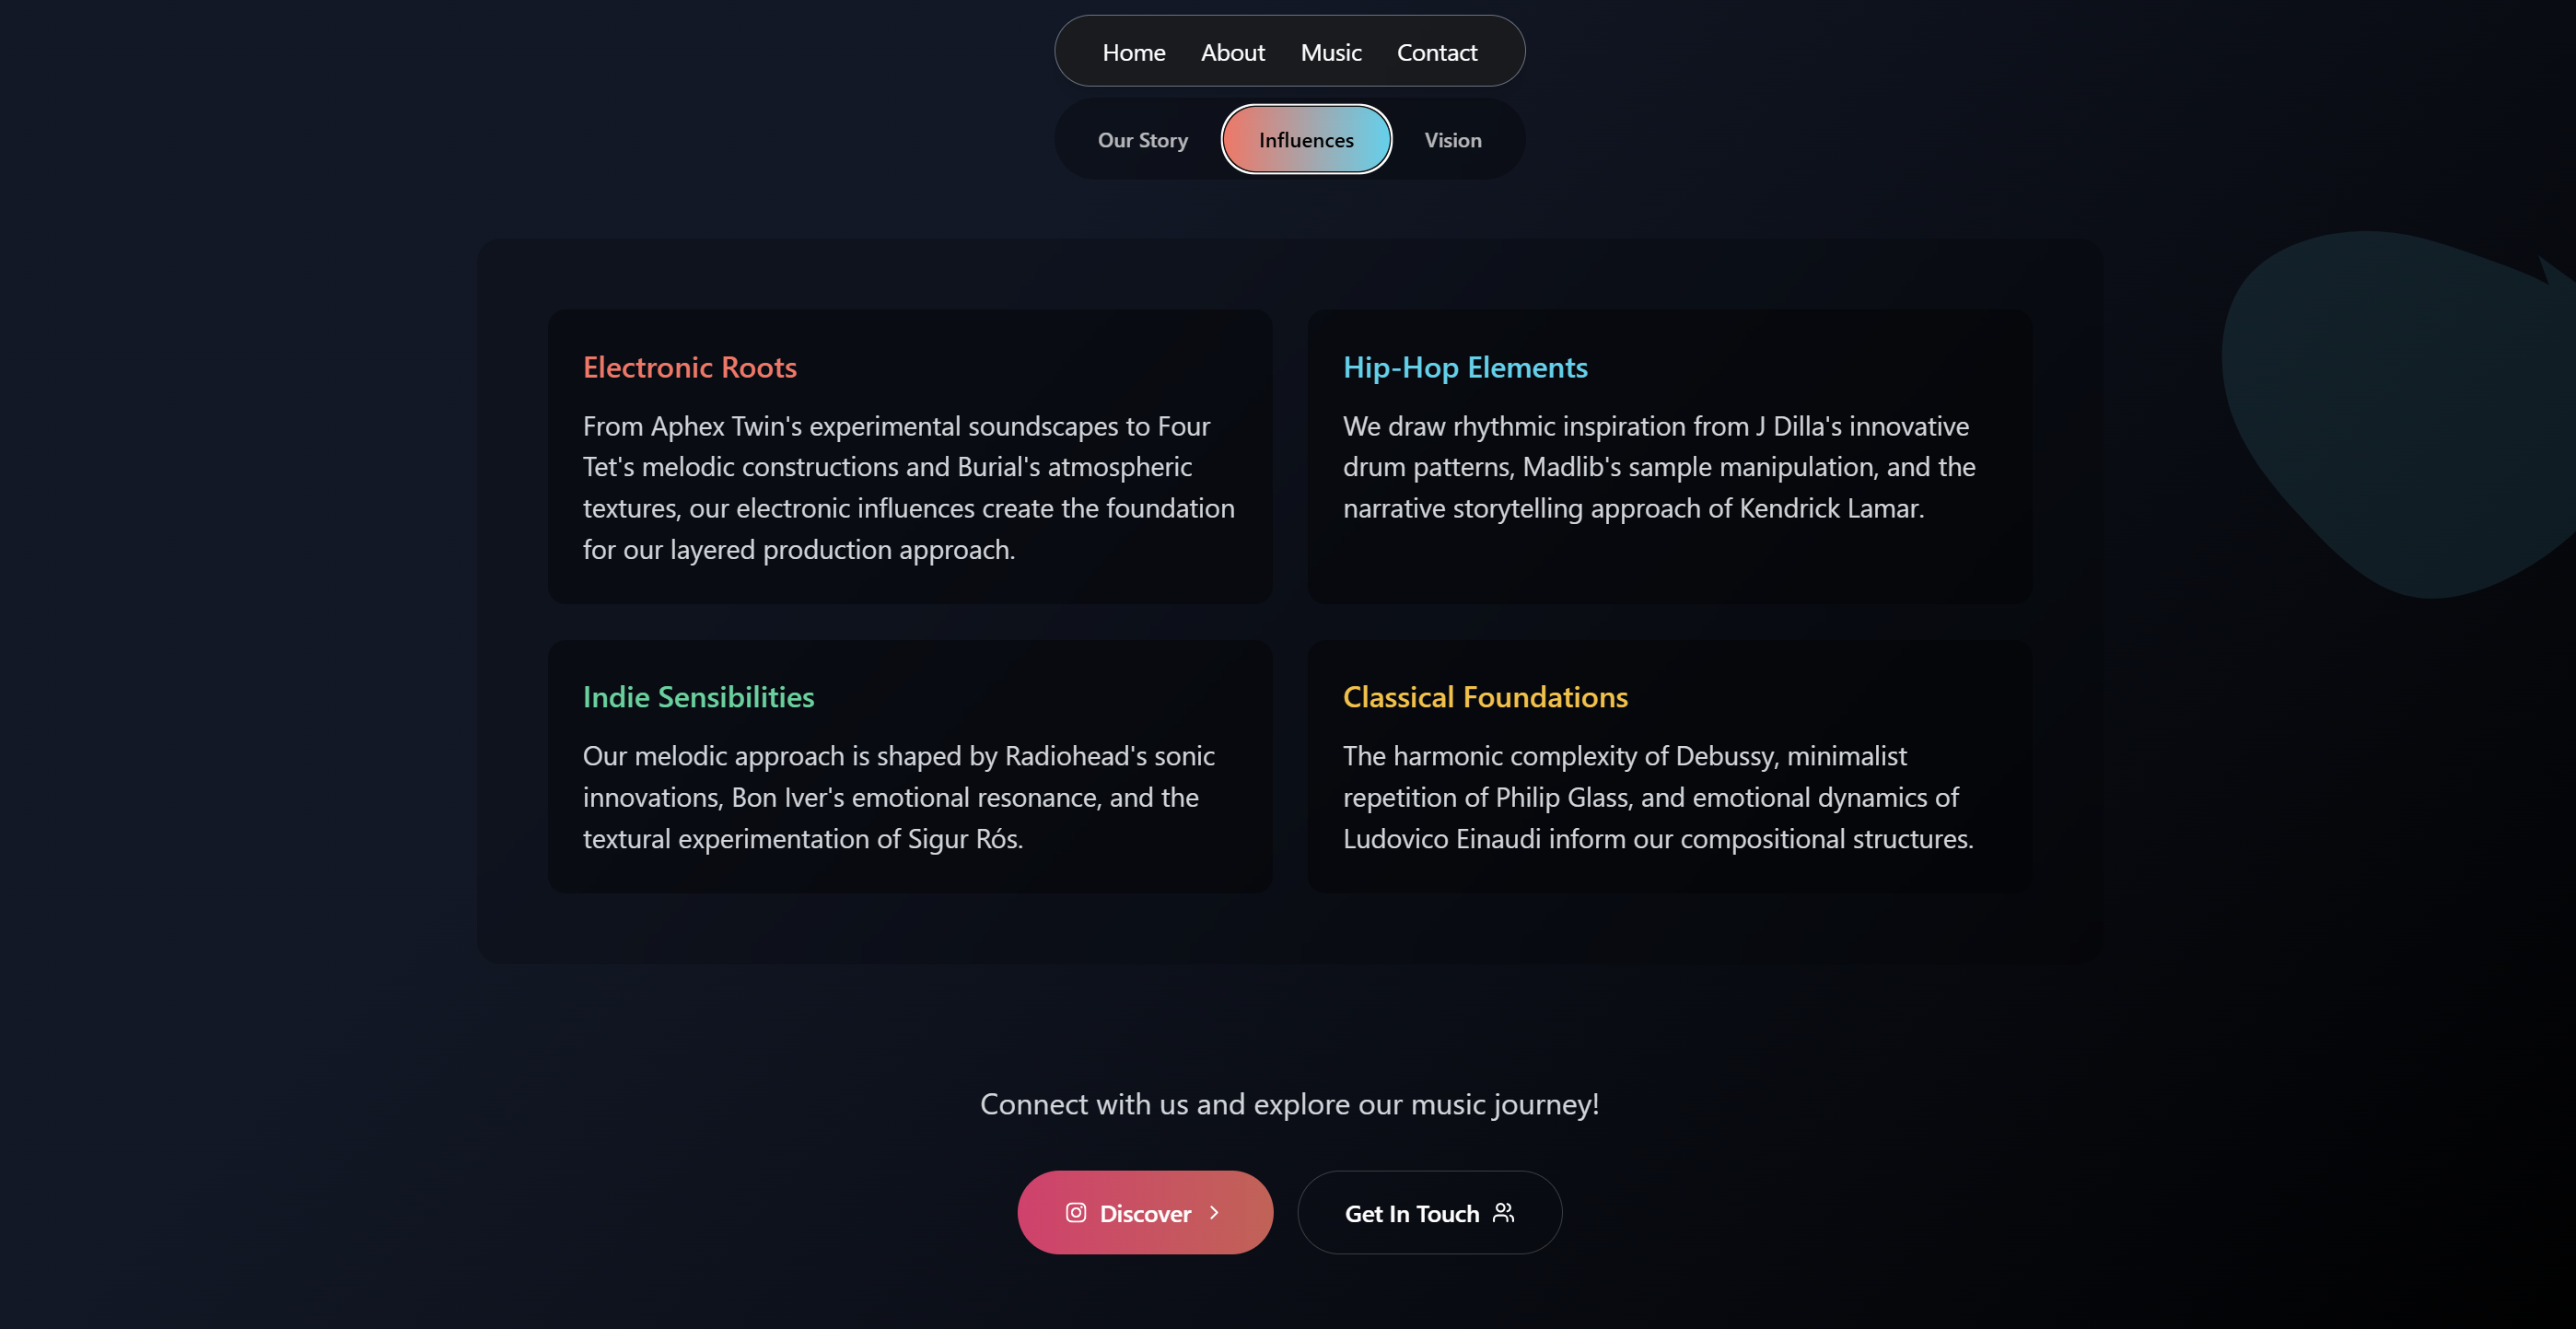 Home About Music Contact
Our Story Influences Vision
Electronic Roots
From Aphex Twin's experimental soundscapes to Four
Tet's melodic constructions and Burial's atmospheric
textures, our electronic influences create the foundation
for our layered production approach.
Hip-Hop Elements
We draw rhythmic inspiration from J Dilla's innovative
drum patterns, Madlib's sample manipulation, and the
narrative storytelling approach of Kendrick Lamar.
Indie Sensibilities
Our melodic approach is shaped by Radiohead's sonic
innovations, Bon Iver's emotional resonance, and the
textural experimentation of Sigur Rós.
Classical Foundations
The harmonic complexity of Debussy, minimalist
repetition of Philip Glass, and emotional dynamics of
Ludovico Einaudi inform our compositional structures.
Connect with us and explore our music journey!
Discover
Get In Touch